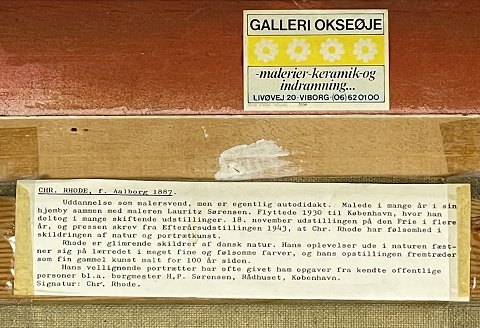 GALLERI OKSEØJE
-malerier-keramik-og
indramning...
LIVØVEJ 20-VIBORG-(06) 62 01 00
CHR. RHODE, f. Aalborg 1887.
Uddannelse som malersvend, men er egentlig autodidakt. Malede i mange år i sin
hjemby sammen med maleren Lauritz Sørensen. Flyttede 1930 til København, hvor han
deltog i mange skiftende udstillinger. 18. november udstillingen på den Frie i flere
år, og pressen skrev fra Efterårsudstillingen 1943, at Chr. Rhode har følsomhed i
skildringen af natur og portrætkunst.
Rhode er glimrende skildrer af dansk natur. Hans oplevelser ude i naturen fæst-
ner sig på lærredet i meget fine og følsomme farver, og hans opstillingen fremtræder
som fin gammel kunst malt for 100 år siden.
Hans vellignende portrætter har efte givet ham opgaver fra kendte offentlige
personer bl.a. borgmester H,P. Sørensen, Rådhuset, København.
Signatur: Chr. Rhode.